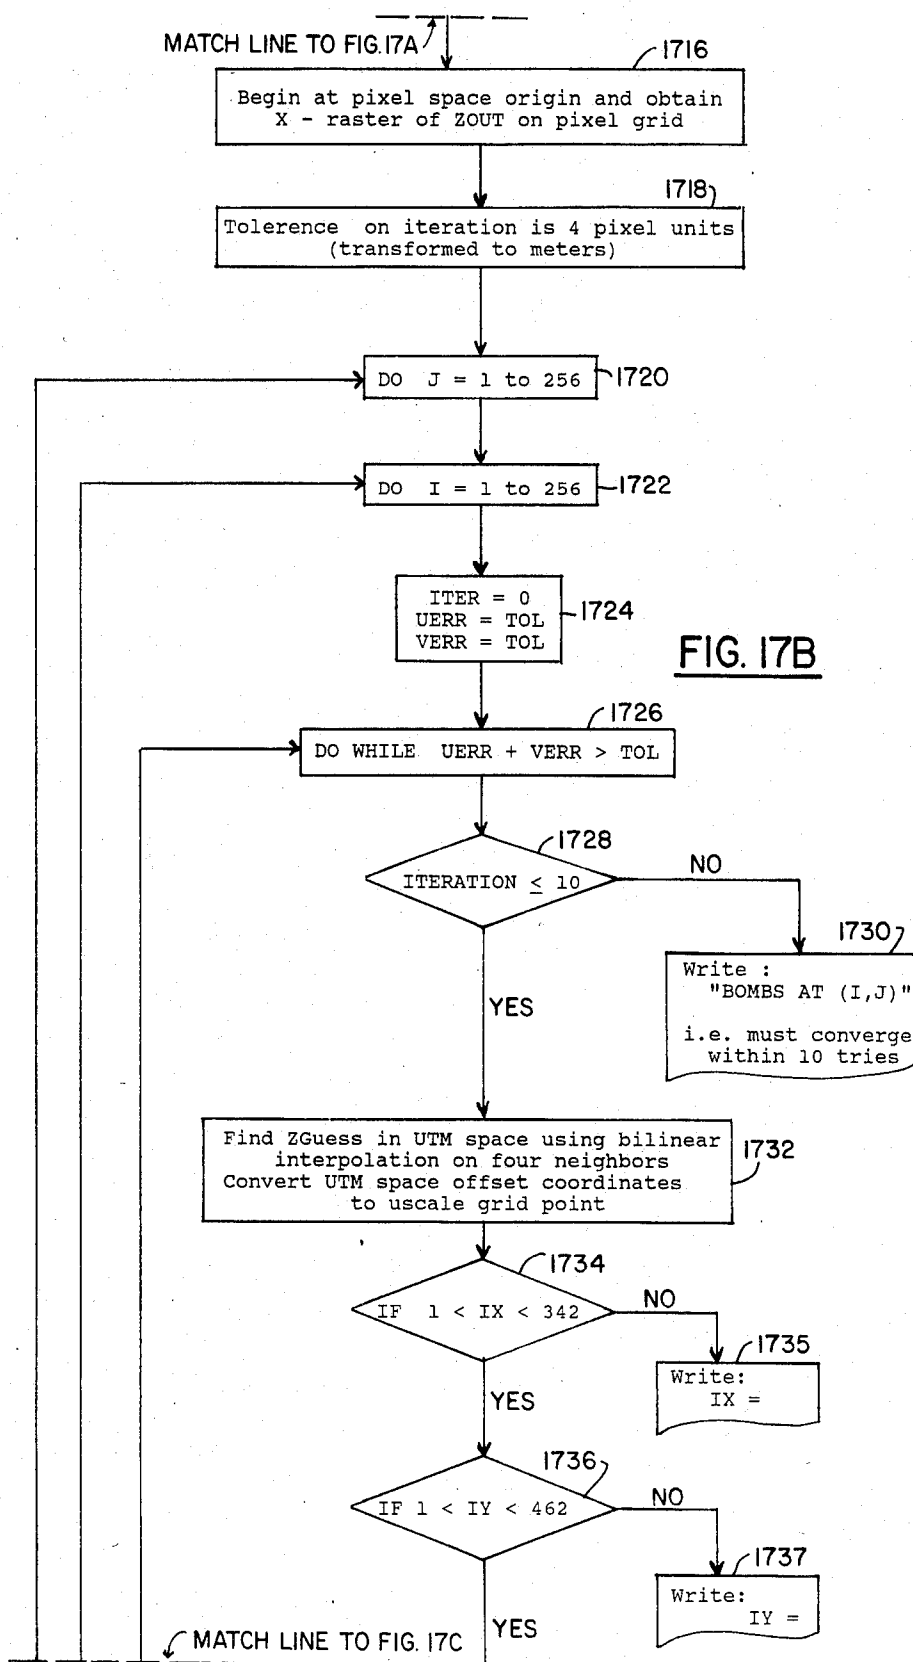 MATCH LINE TO FIG.17A
1716
Begin at pixel space origin and obtain
X - raster of ZOUT on pixel grid
1718
Tolerence on iteration is 4 pixel units
(transformed to meters)
DO J = 1 to 256
1720
DO I = 1 to 256
1722
ITER = 0
UERR = TOL
VERR = TOL
1724
FIG. 17B
1726
DO WHILE UERR + VERR > TOL
1728
ITERATION ≤ 10
NO
1730
Write :
"BOMBS AT (I,J)"
i.e. must converge
within 10 tries
YES
Find ZGuess in UTM space using bilinear
interpolation on four neighbors
Convert UTM space offset coordinates
to uscale grid point
1732
1734
IF 1 < IX < 342
NO
1735
Write:
IX =
YES
1736
IF 1 < IY < 462
NO
1737
Write:
IY =
YES
MATCH LINE TO FIG. 17C